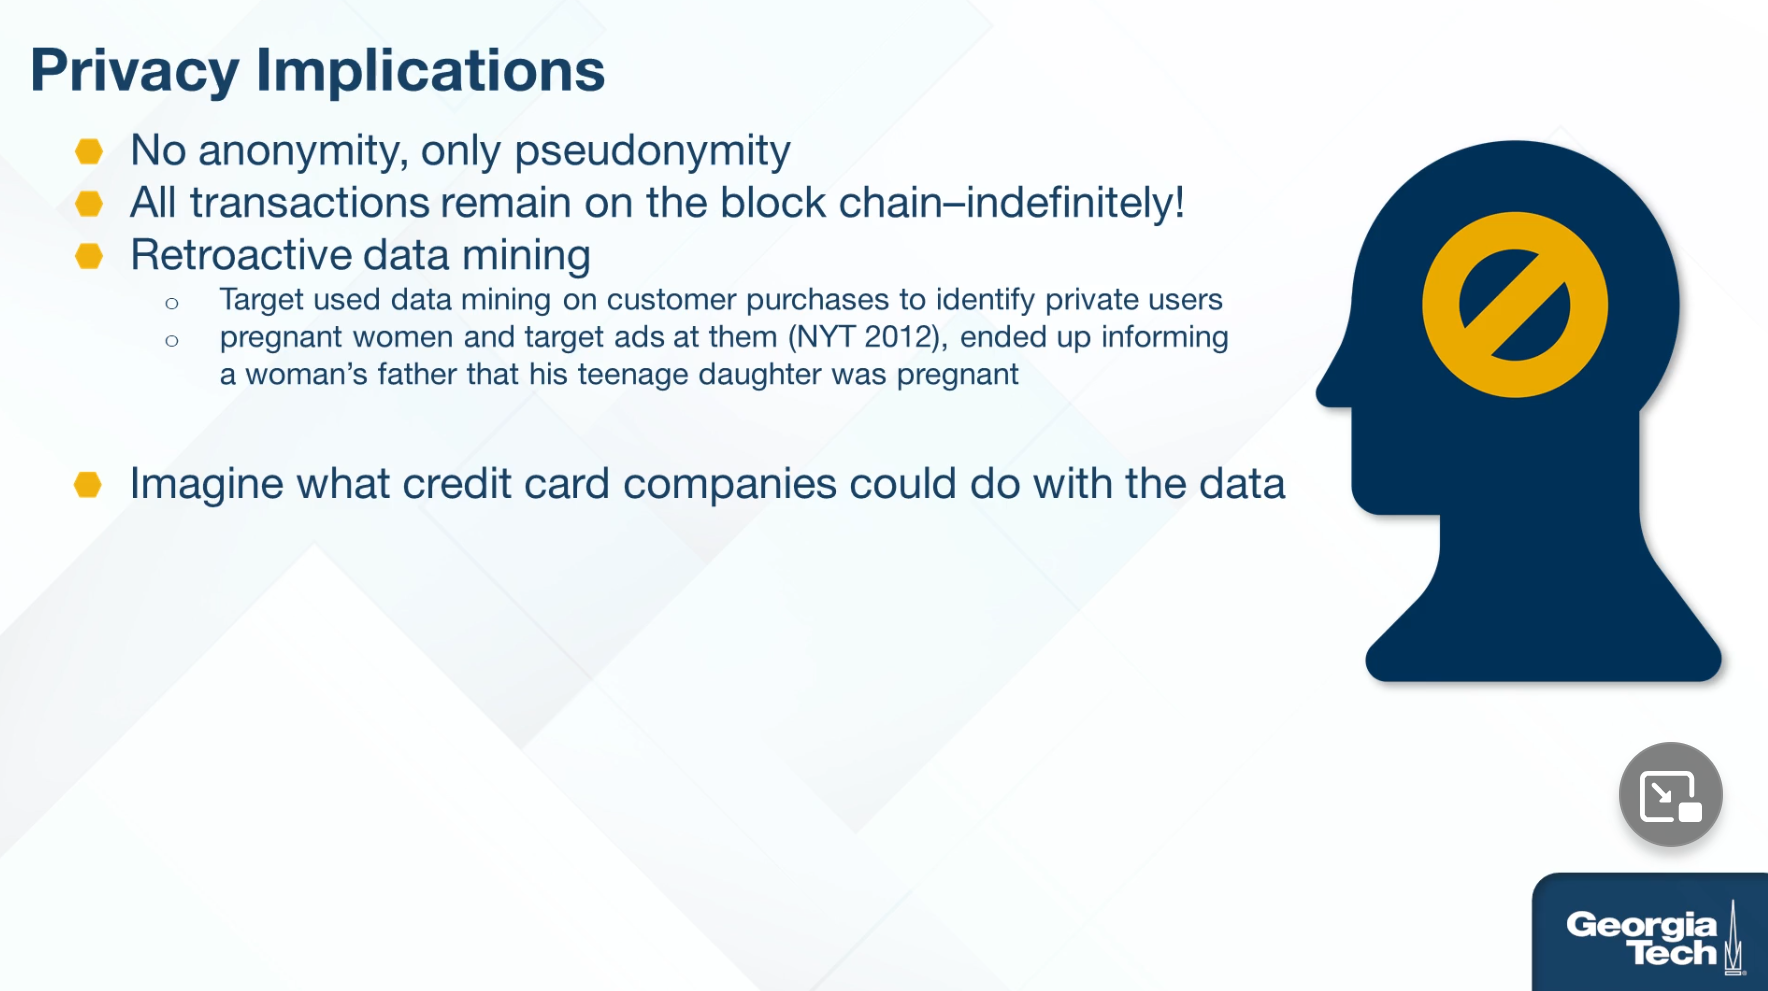 Privacy Implications
No anonymity, only pseudonymity
All transactions remain on the block chain–indefinitely!
Retroactive data mining
Target used data mining on customer purchases to identify private users
pregnant women and target ads at them (NYT 2012), ended up informing
a woman’s father that his teenage daughter was pregnant
Imagine what credit card companies could do with the data
Georgia
Tech